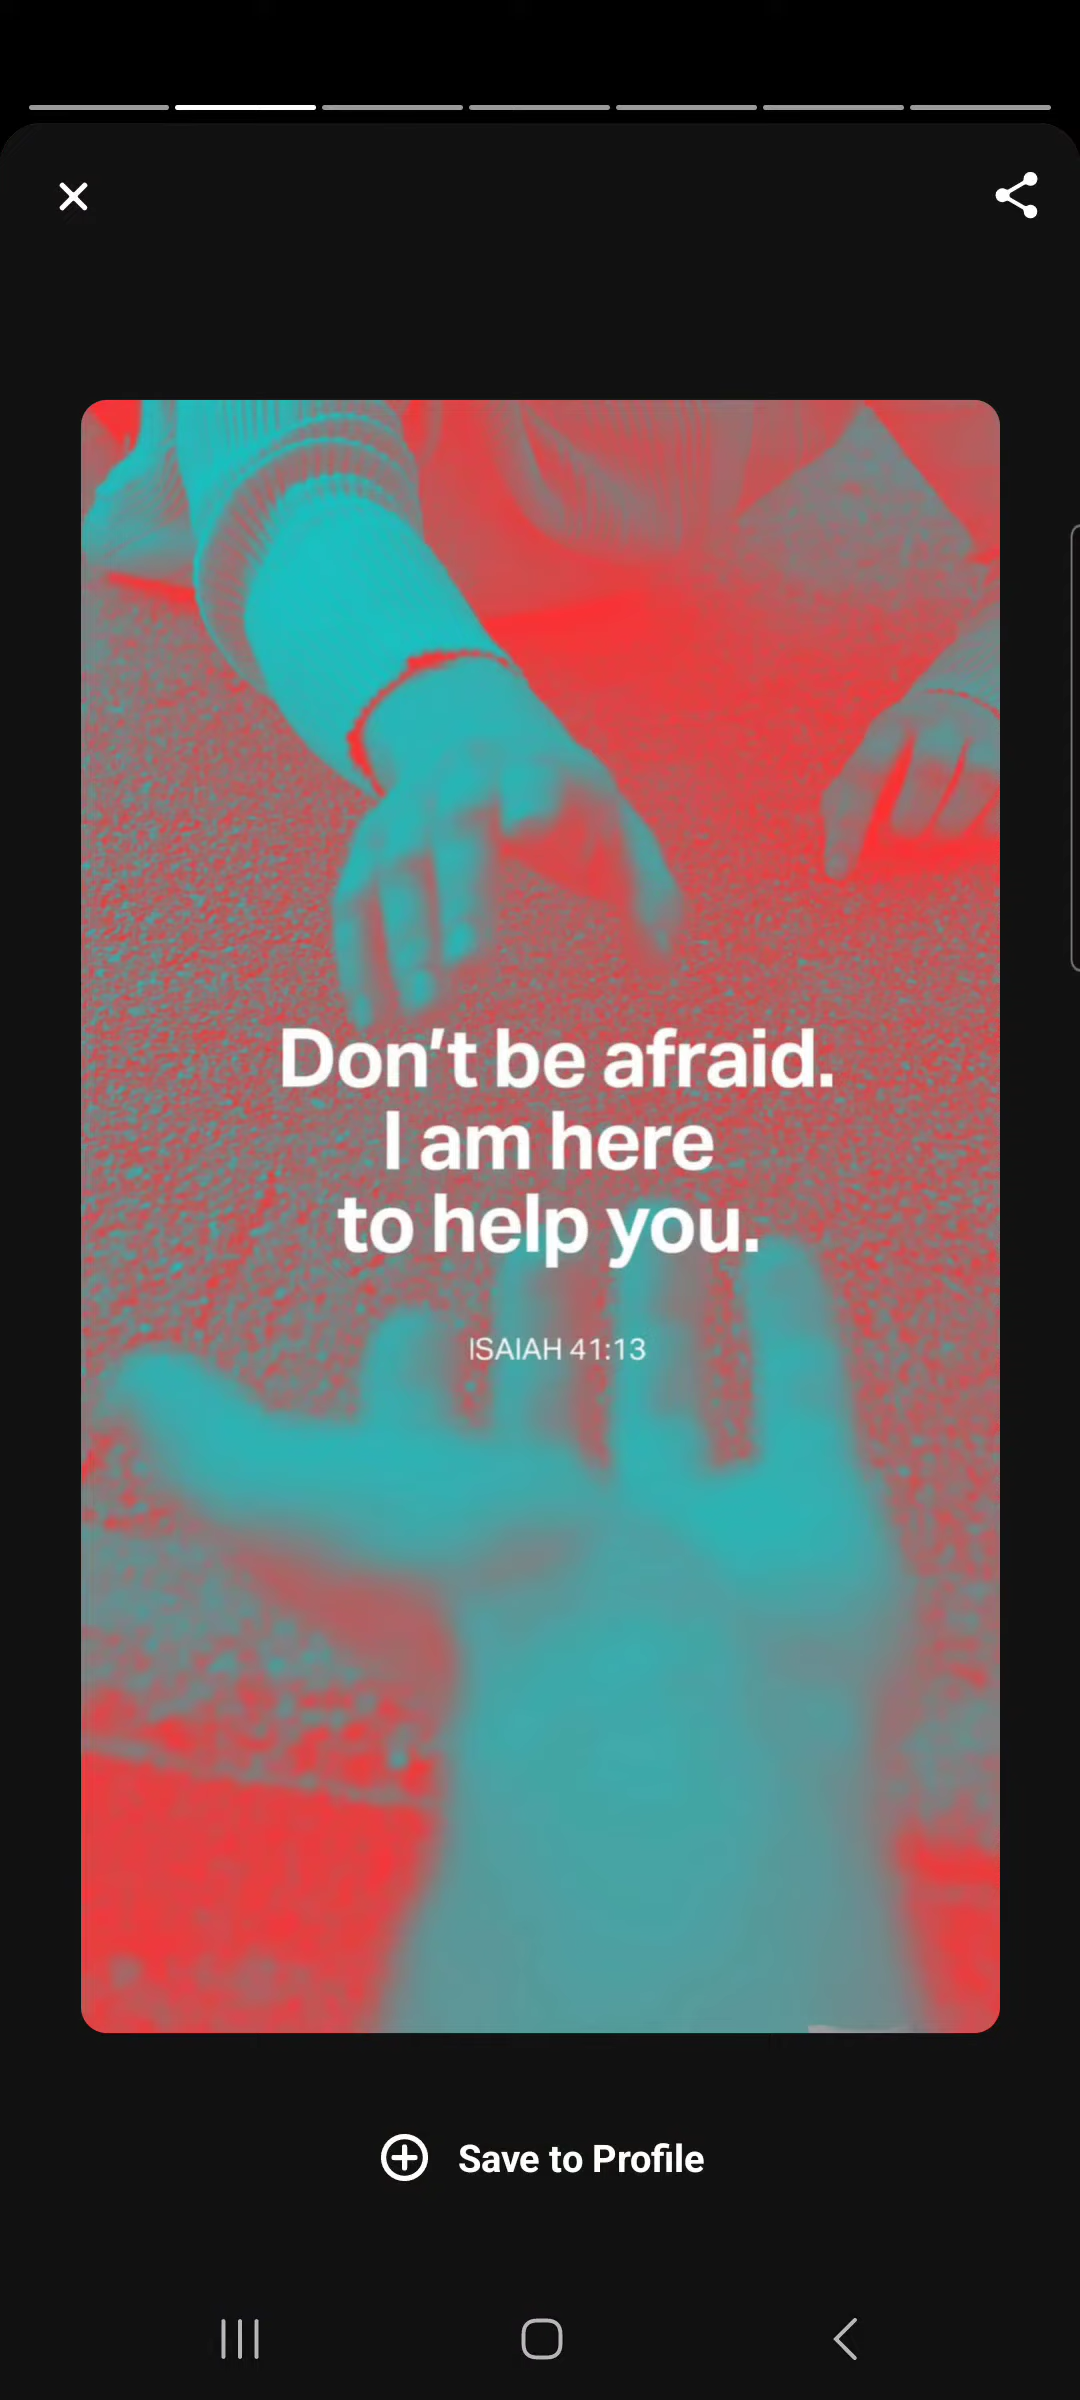 Don't be afraid.
I am here
to help you.
ISAIAH 41:13
Save to Profile